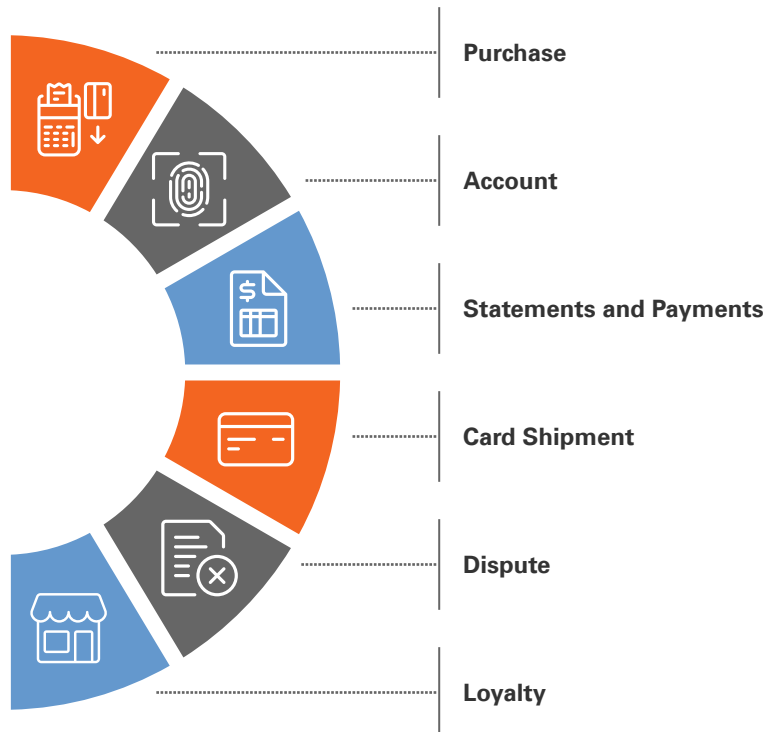 Purchase
Account
Statements and Payments
Card Shipment
Dispute
Loyalty